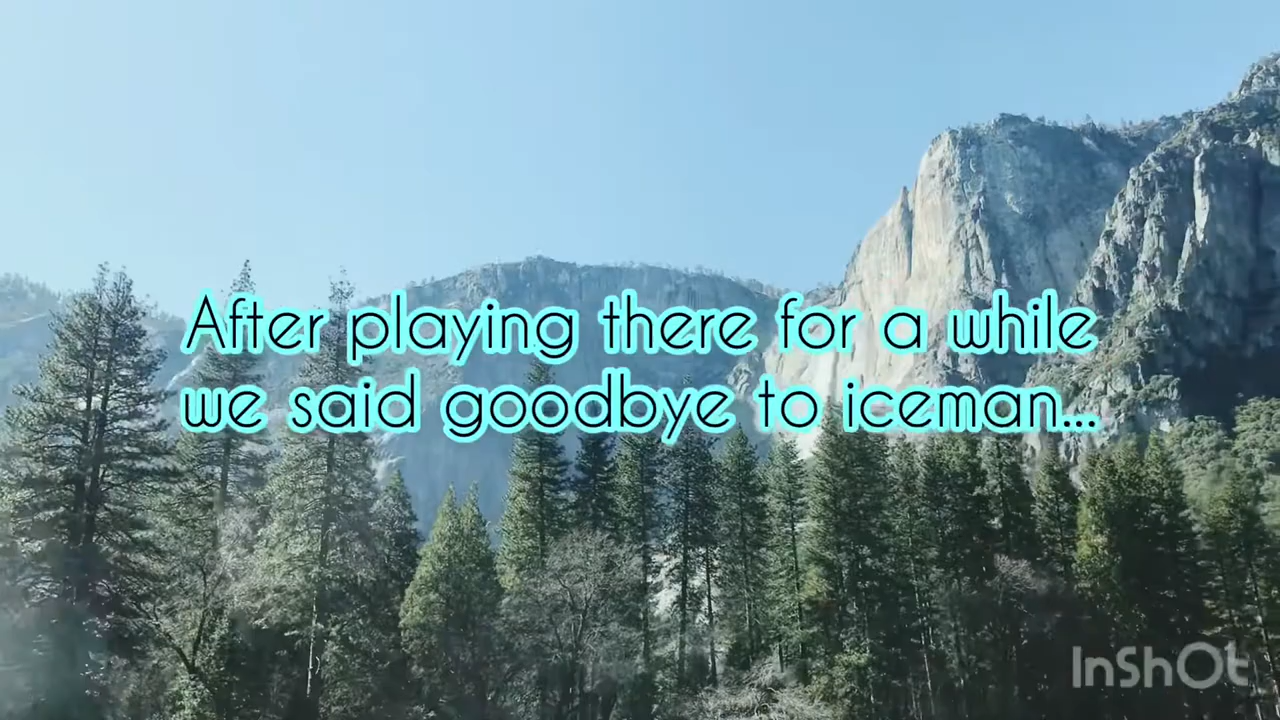 After playing there for a while
we said goodbye to iceman...
InShOt